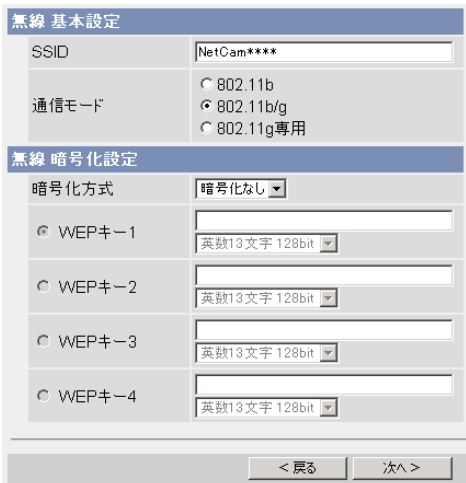 無線 基本設定
SSID
NetCam****
通信モード
802.11b
802.11b/g
802.11g専用
無線 暗号化設定
暗号化方式
暗号化なし
WEPキー1
英数13文字 128bit
WEPキー2
英数13文字 128bit
WEPキー3
英数13文字 128bit
WEPキー4
英数13文字 128bit
< 戻る
次へ >